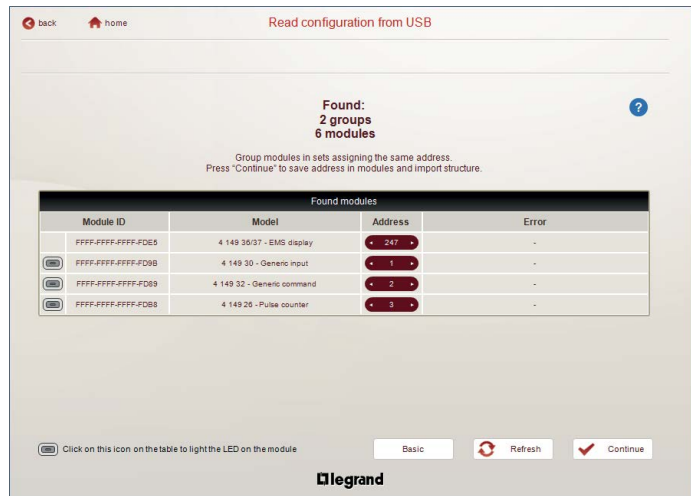 back
home
Read configuration from USB
Found:
2 groups
6 modules
?
Group modules in sets assigning the same address.
Press "Continue" to save address in modules and import structure.
Found modules
Module ID Model Address Error
FFFF-FFFF-FFFF-FDE5 4 149 36/37 - EMS display 247 -
FFFF-FFFF-FFFF-FD9B 4 149 30 - Generic input 1 -
FFFF-FFFF-FFFF-FD89 4 149 32 - Generic command 2 -
FFFF-FFFF-FFFF-FDB8 4 149 26 - Pulse counter 3 -
Click on this icon on the table to light the LED on the module
Basic
Refresh
Continue
legrand